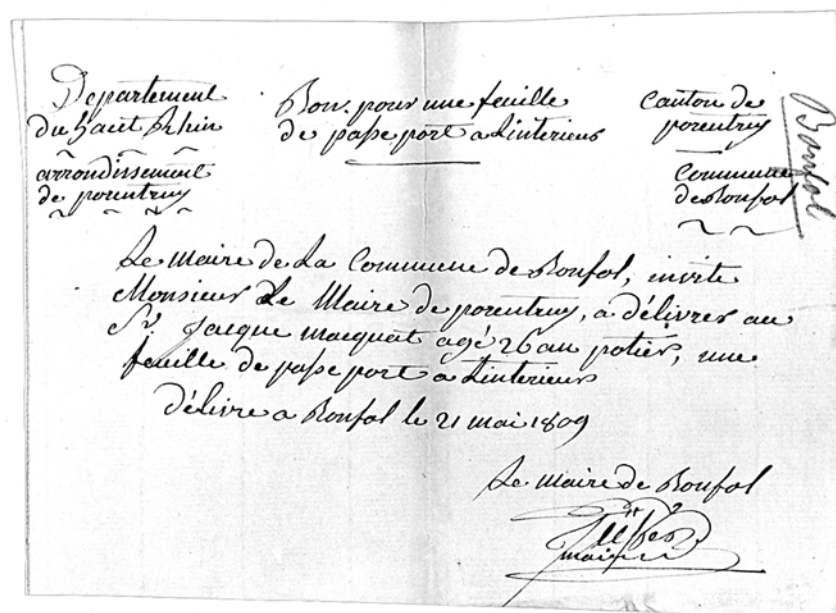 Departement
du haut Rhin
arrondissement
de porentruy
Bon. pour une feuille
de passe port a Linterieur
Canton de
porentruy
Commune
de Bonfol
Bonfol
Le Maire de La Commune de Bonfol, invite
Monsieur Le Maire de porentruy, a délivrer au
Sr. Jacque macquat agé 26 an potier, une
feuille de passe port a Linterieur
délivré a Bonfol le 21 mai 1809
Le Maire de Bonfol
maire